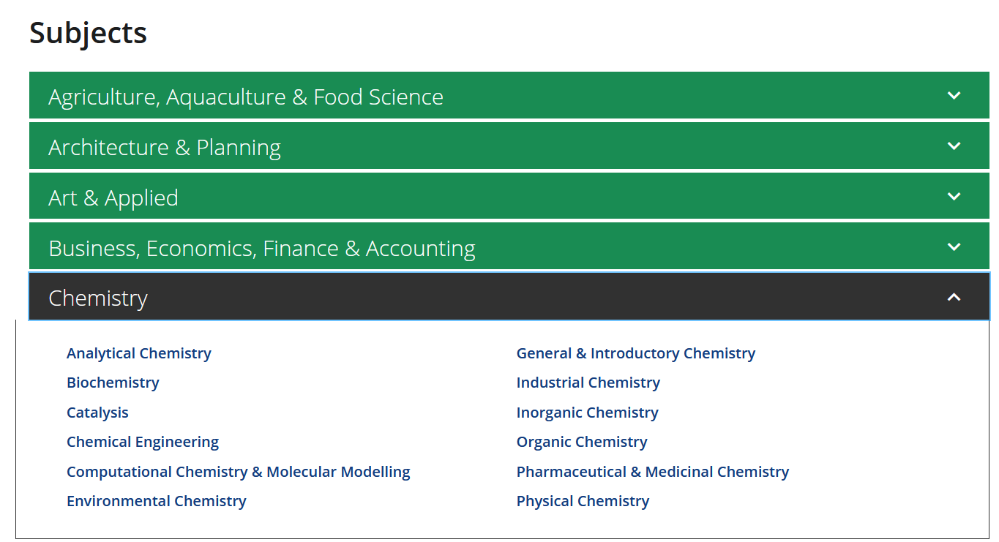 Subjects
Agriculture, Aquaculture & Food Science
Architecture & Planning
Art & Applied
Business, Economics, Finance & Accounting
Chemistry
Analytical Chemistry
Biochemistry
Catalysis
Chemical Engineering
Computational Chemistry & Molecular Modelling
Environmental Chemistry
General & Introductory Chemistry
Industrial Chemistry
Inorganic Chemistry
Organic Chemistry
Pharmaceutical & Medicinal Chemistry
Physical Chemistry